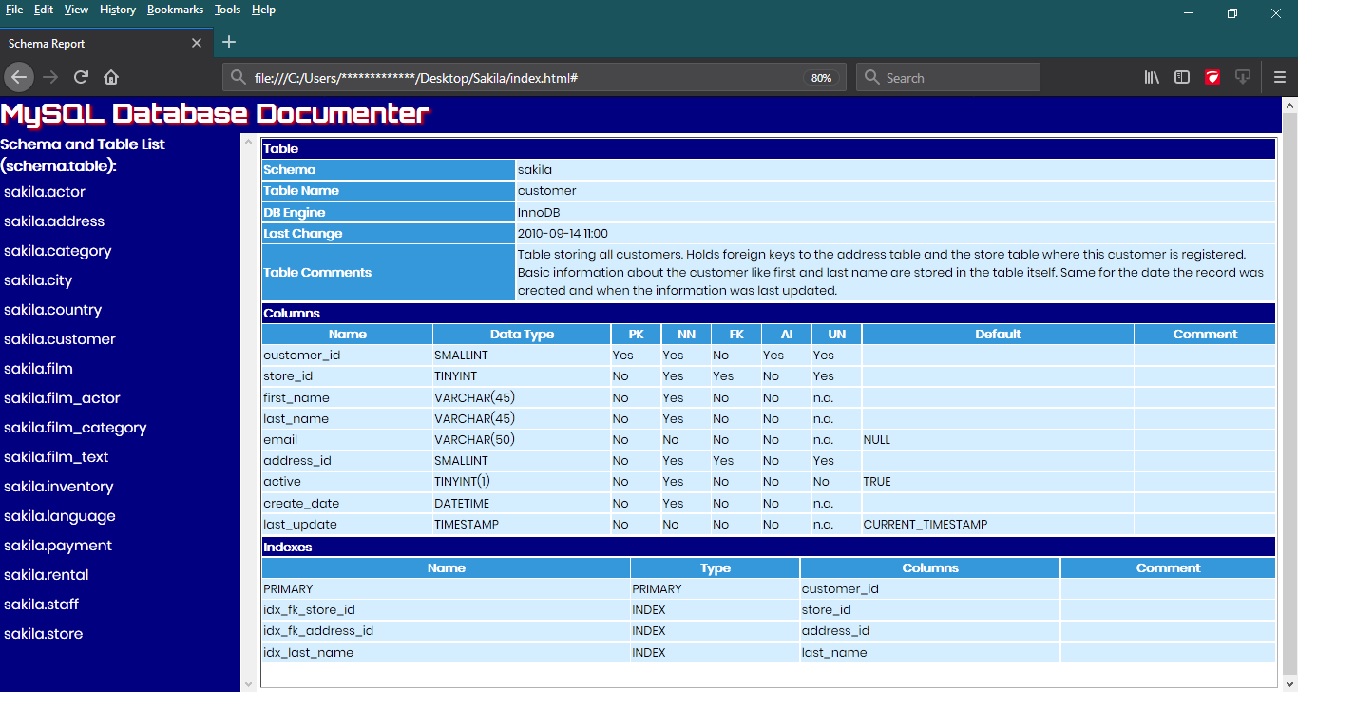 File Edit View History Bookmarks Tools Help
Schema Report
file:///C:/Users/*************/Desktop/Sakila/index.html# 80% Search
MySQL Database Documenter
Schema and Table List
(schema.table):
sakila.actor
sakila.address
sakila.category
sakila.city
sakila.country
sakila.customer
sakila.film
sakila.film_actor
sakila.film_category
sakila.film_text
sakila.inventory
sakila.language
sakila.payment
sakila.rental
sakila.staff
sakila.store
Table
Schema sakila
Table Name customer
DB Engine InnoDB
Last Change 2010-09-14 11:00
Table Comments
Table storing all customers. Holds foreign keys to the address table and the store table where this customer is registered.
Basic information about the customer like first and last name are stored in the table itself. Same for the date the record was
created and when the information was last updated.
Columns
Name Data Type PK NN FK AI UN Default Comment
customer_id SMALLINT Yes Yes No Yes Yes
store_id TINYINT No Yes Yes No Yes
first_name VARCHAR(45) No Yes No No n.a.
last_name VARCHAR(45) No Yes No No n.a.
email VARCHAR(50) No No No No n.a. NULL
address_id SMALLINT No Yes Yes No Yes
active TINYINT(1) No Yes No No No TRUE
create_date DATETIME No Yes No No n.a.
last_update TIMESTAMP No No No No n.a. CURRENT_TIMESTAMP
Indexes
Name Type Columns Comment
PRIMARY PRIMARY customer_id
idx_fk_store_id INDEX store_id
idx_fk_address_id INDEX address_id
idx_last_name INDEX last_name